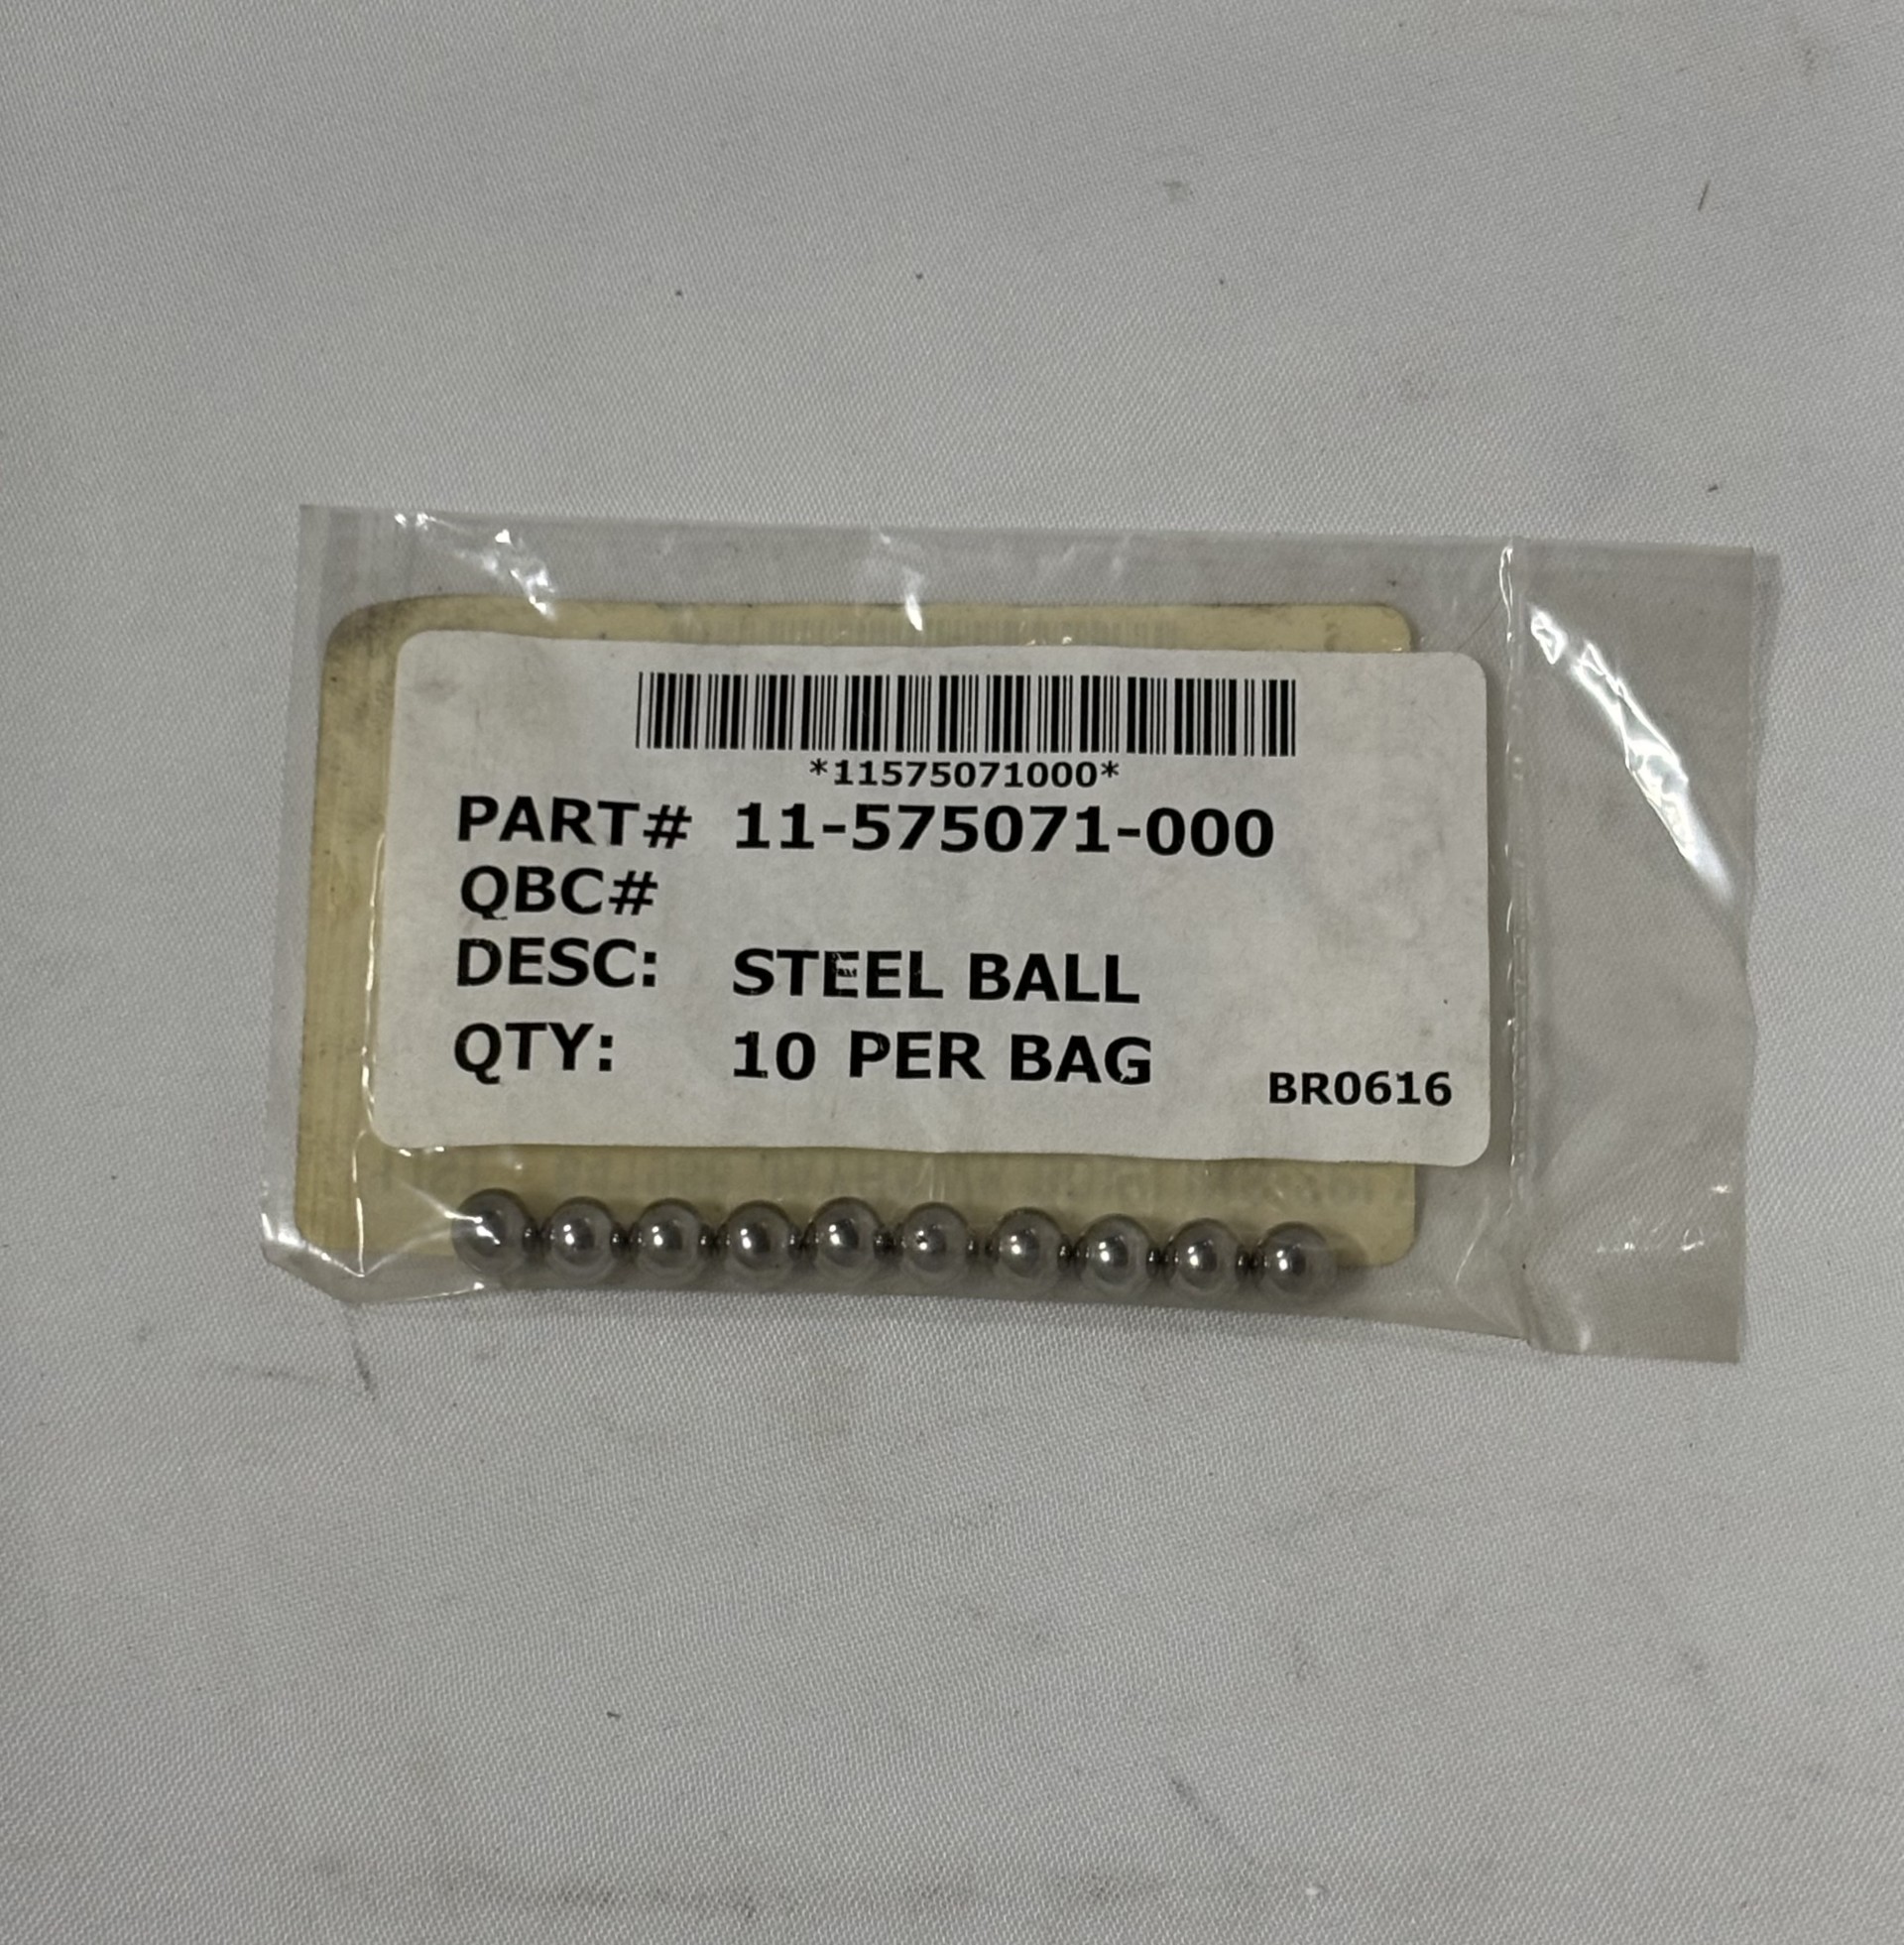 *11575071000*
PART# 11-575071-000
QBC#
DESC: STEEL BALL
QTY: 10 PER BAG
BR0616